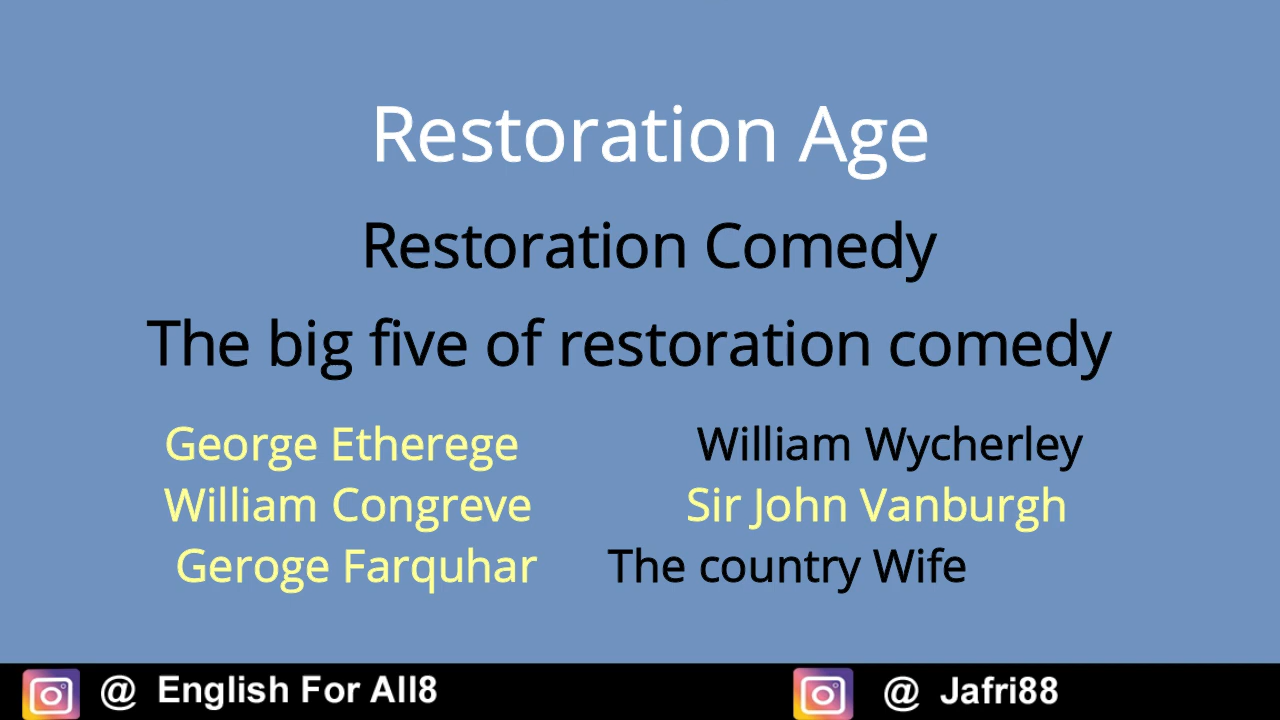 Restoration Age
Restoration Comedy
The big five of restoration comedy
George Etherege William Wycherley
William Congreve Sir John Vanburgh
Geroge Farquhar The country Wife
@ English For All8 @ Jafri88